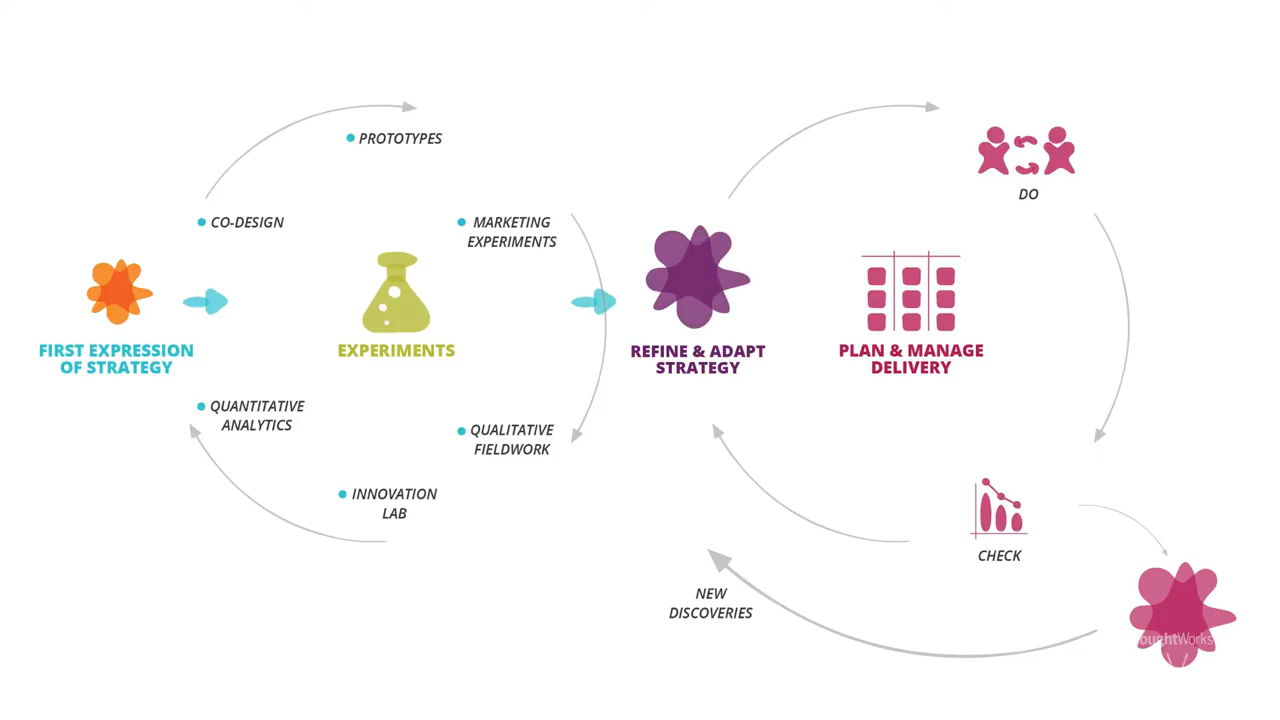 PROTOTYPES
CO-DESIGN
MARKETING
EXPERIMENTS
DO
FIRST EXPRESSION
OF STRATEGY
EXPERIMENTS
REFINE & ADAPT
STRATEGY
PLAN & MANAGE
DELIVERY
QUANTITATIVE
ANALYTICS
QUALITATIVE
FIELDWORK
INNOVATION
LAB
CHECK
NEW
DISCOVERIES
oughtWorks